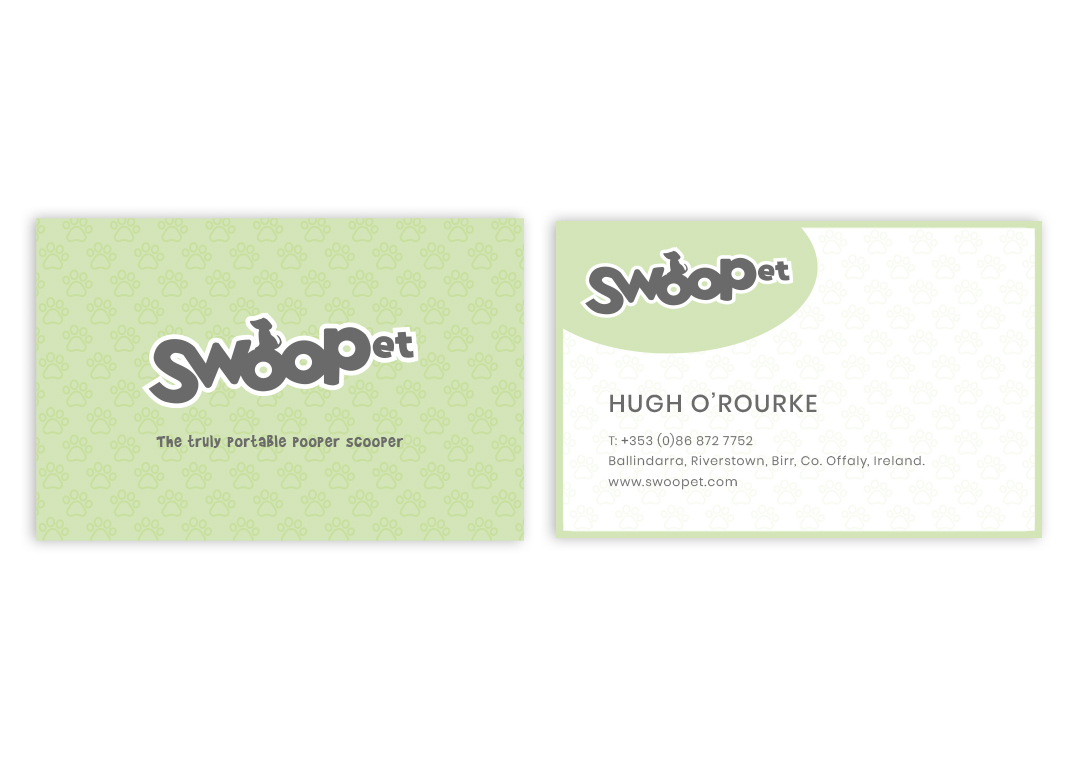 Swoopet
The truly portable pooper scooper
Swoopet
HUGH O'ROURKE
T: +353 (0)86 872 7752
Ballindarra, Riverstown, Birr, Co. Offaly, Ireland.
www.swoopet.com